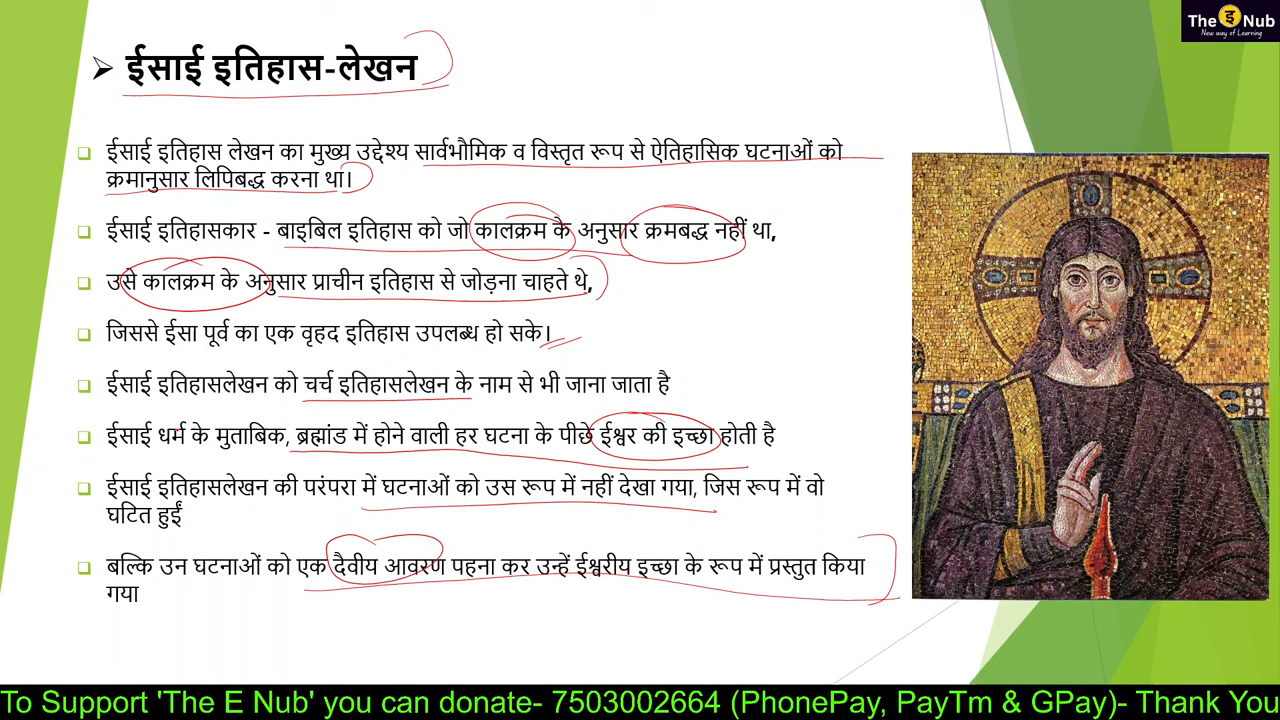 The इ Nub
New way of Learning
ईसाई इतिहास-लेखन
ईसाई इतिहास लेखन का मुख्य उद्देश्य सार्वभौमिक व विस्तृत रूप से ऐतिहासिक घटनाओं को
क्रमानुसार लिपिबद्ध करना था।
ईसाई इतिहासकार - बाइबिल इतिहास को जो कालक्रम के अनुसार क्रमबद्ध नहीं था,
उसे कालक्रम के अनुसार प्राचीन इतिहास से जोड़ना चाहते थे,
जिससे ईसा पूर्व का एक वृहद इतिहास उपलब्ध हो सके।
ईसाई इतिहासलेखन को चर्च इतिहासलेखन के नाम से भी जाना जाता है
ईसाई धर्म के मुताबिक, ब्रह्मांड में होने वाली हर घटना के पीछे ईश्वर की इच्छा होती है
ईसाई इतिहासलेखन की परंपरा में घटनाओं को उस रूप में नहीं देखा गया, जिस रूप में वो
घटित हुईं
बल्कि उन घटनाओं को एक दैवीय आवरण पहना कर उन्हें ईश्वरीय इच्छा के रूप में प्रस्तुत किया
गया
To Support 'The E Nub' you can donate- 7503002664 (PhonePay, PayTm & GPay)- Thank You